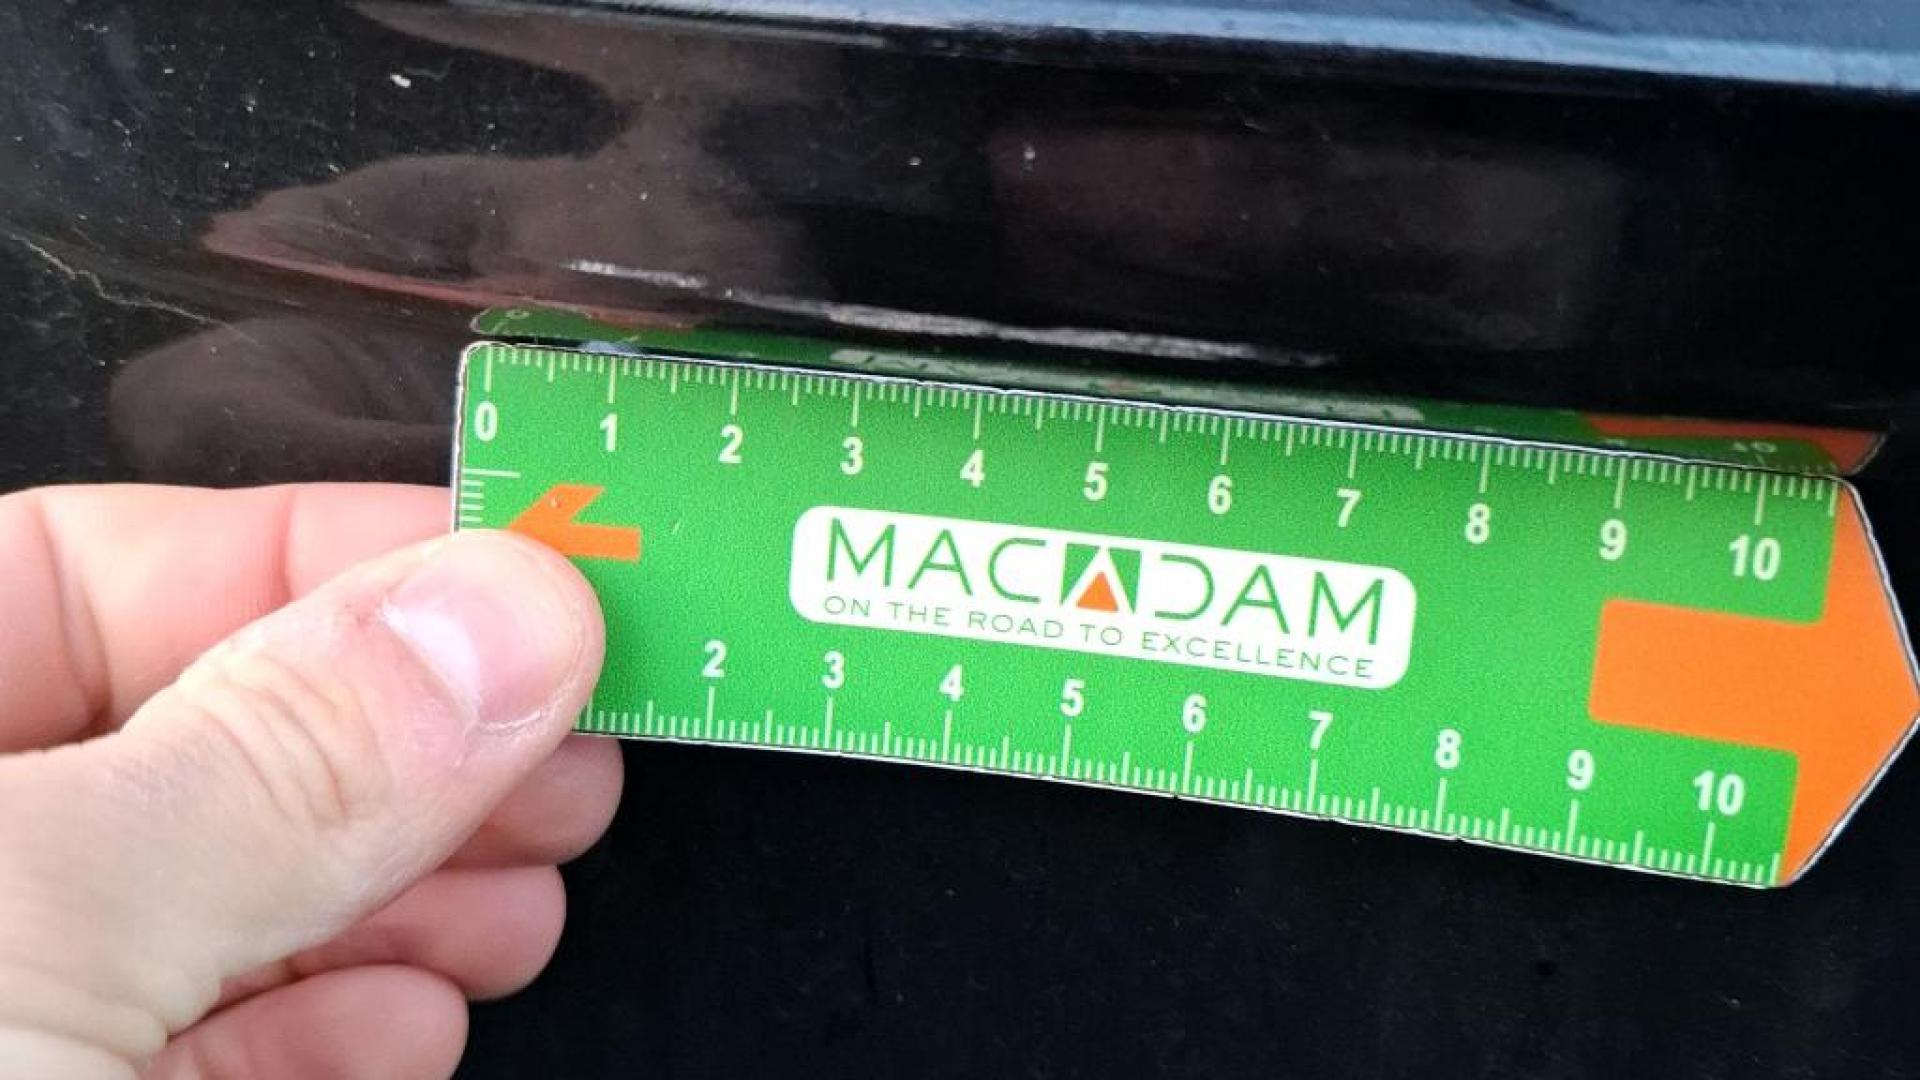 0 1 2 3 4 5 6 7 8 9 10
MACADAM
ON THE ROAD TO EXCELLENCE
2 3 4 5 6 7 8 9 10